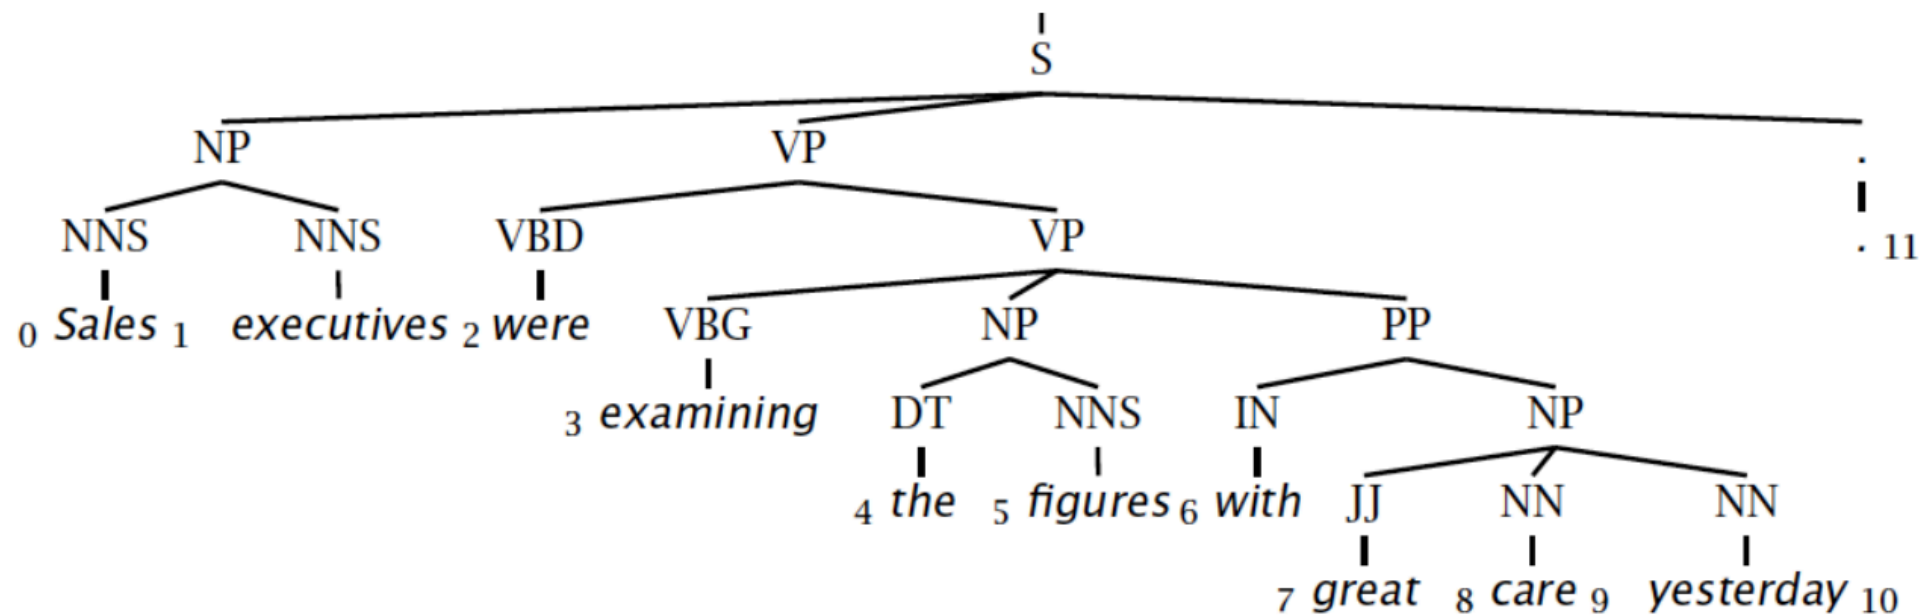 S
NP VP .
NNS NNS VBD VP . 11
0 Sales 1 executives 2 were VBG NP PP
3 examining DT NNS IN NP
4 the 5 figures 6 with JJ NN NN
7 great 8 care 9 yesterday 10